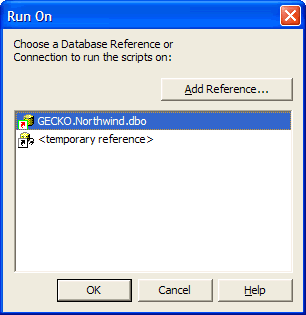 Run On
Choose a Database Reference or
Connection to run the scripts on:
Add Reference...
GECKO.Northwind.dbo
<temporary reference>
OK Cancel Help